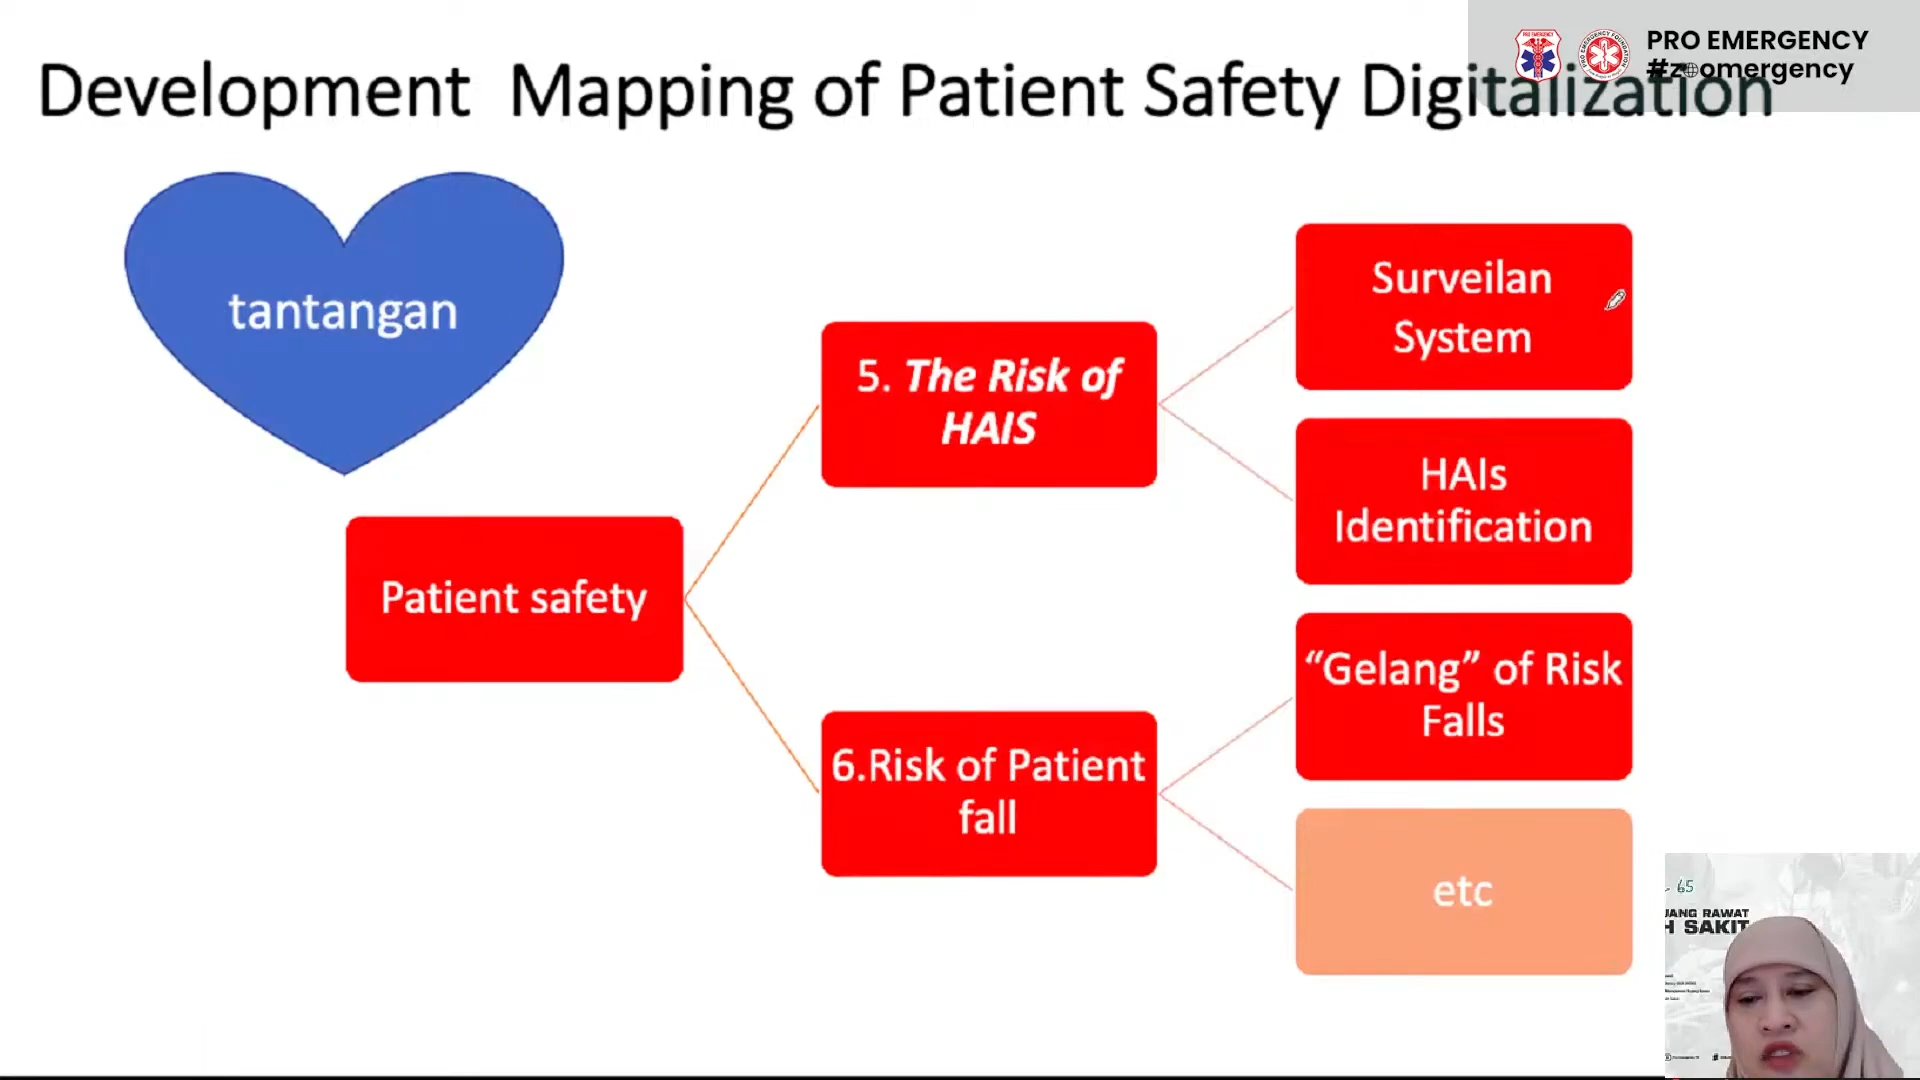 PRO EMERGENCY
#zoomergency
Development Mapping of Patient Safety Digitalization
tantangan
Patient safety
5. The Risk of
HAIS
6.Risk of Patient
fall
Surveilan
System
HAIs
Identification
“Gelang” of Risk
Falls
etc
65
UANG RAWAT
H SAKIT